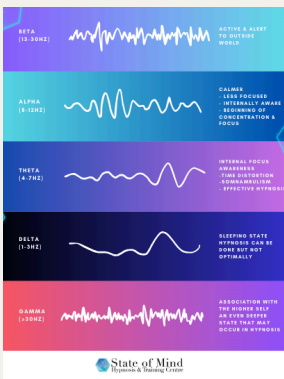 BETA
(13-30HZ)
ACTIVE & ALERT
TO OUTSIDE
WORLD
ALPHA
(8-12HZ)
CALMER
- LESS FOCUSED
- INTERNALLY AWARE
- BEGINNING OF
CONCENTRATION &
FOCUS
THETA
(4-7HZ)
INTERNAL FOCUS
AWARENESS
-TIME DISTORTION
-SOMNAMBULISM
- EFFECTIVE HYPNOSIS
DELTA
(1-3HZ)
SLEEPING STATE
HYPNOSIS CAN BE
DONE BUT NOT
OPTIMALLY
GAMMA
(>30HZ)
ASSOCIATION WITH
THE HIGHER SELF
AN EVEN DEEPER
STATE THAT MAY
OCCUR IN HYPNOSIS
State of Mind
Hypnosis & Training Centre